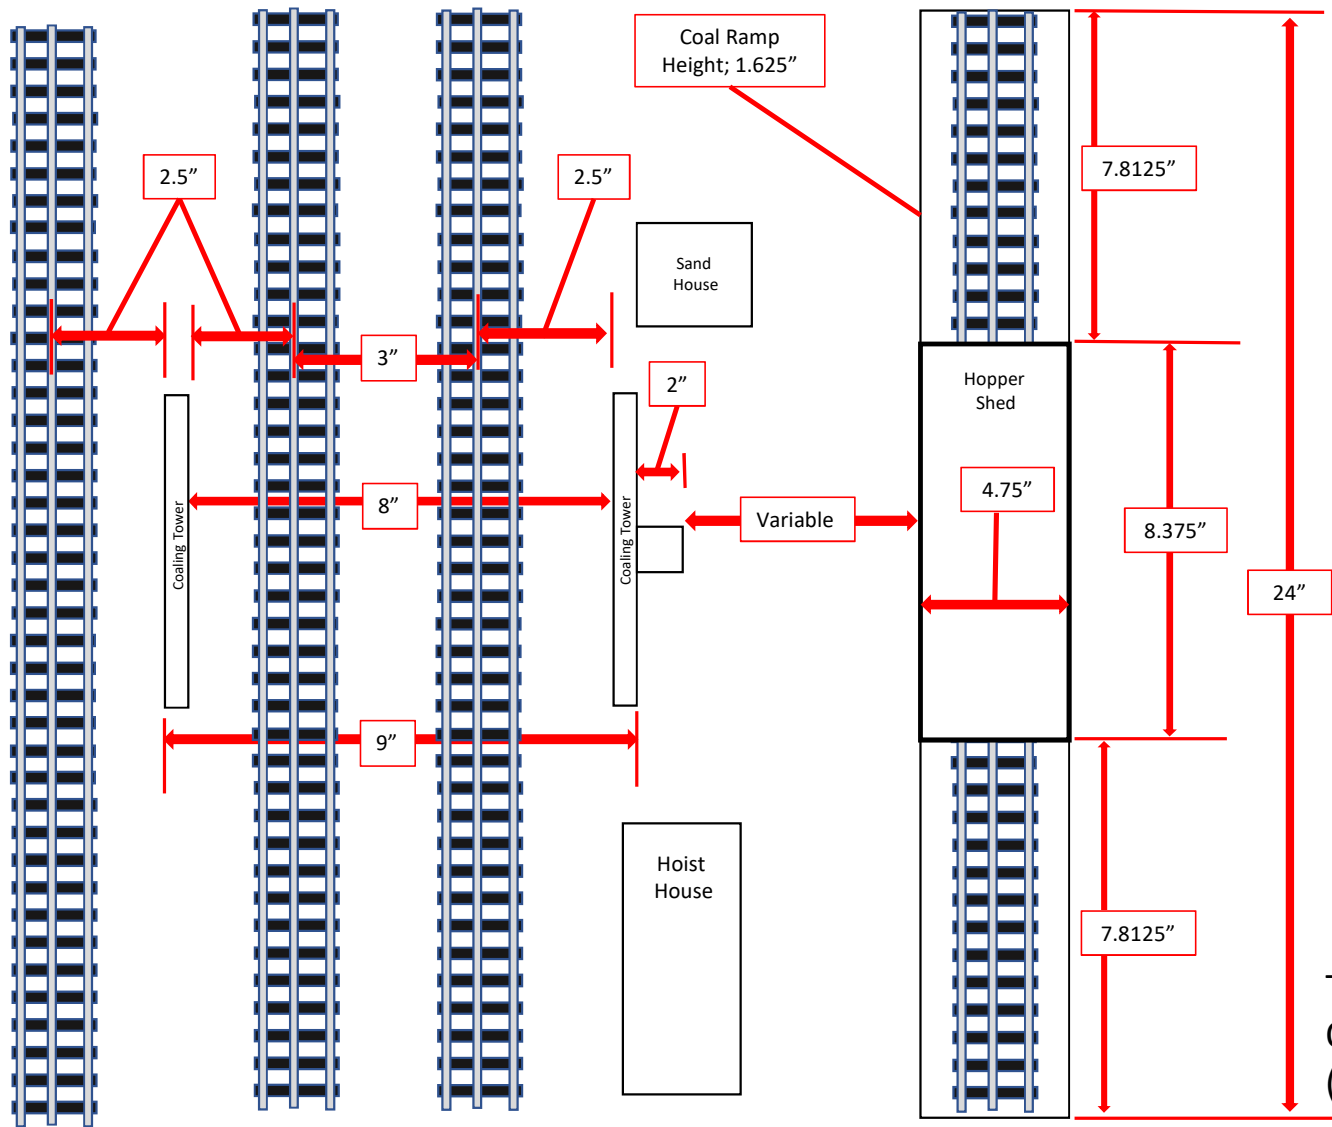 Coal Ramp
Height; 1.625”
7.8125”
2.5”
2.5”
Sand
House
3”
2”
Hopper
Shed
4.75”
8”
Variable
8.375”
Coaling Tower
Coaling Tower
24”
9”
Hoist
House
7.8125”
(